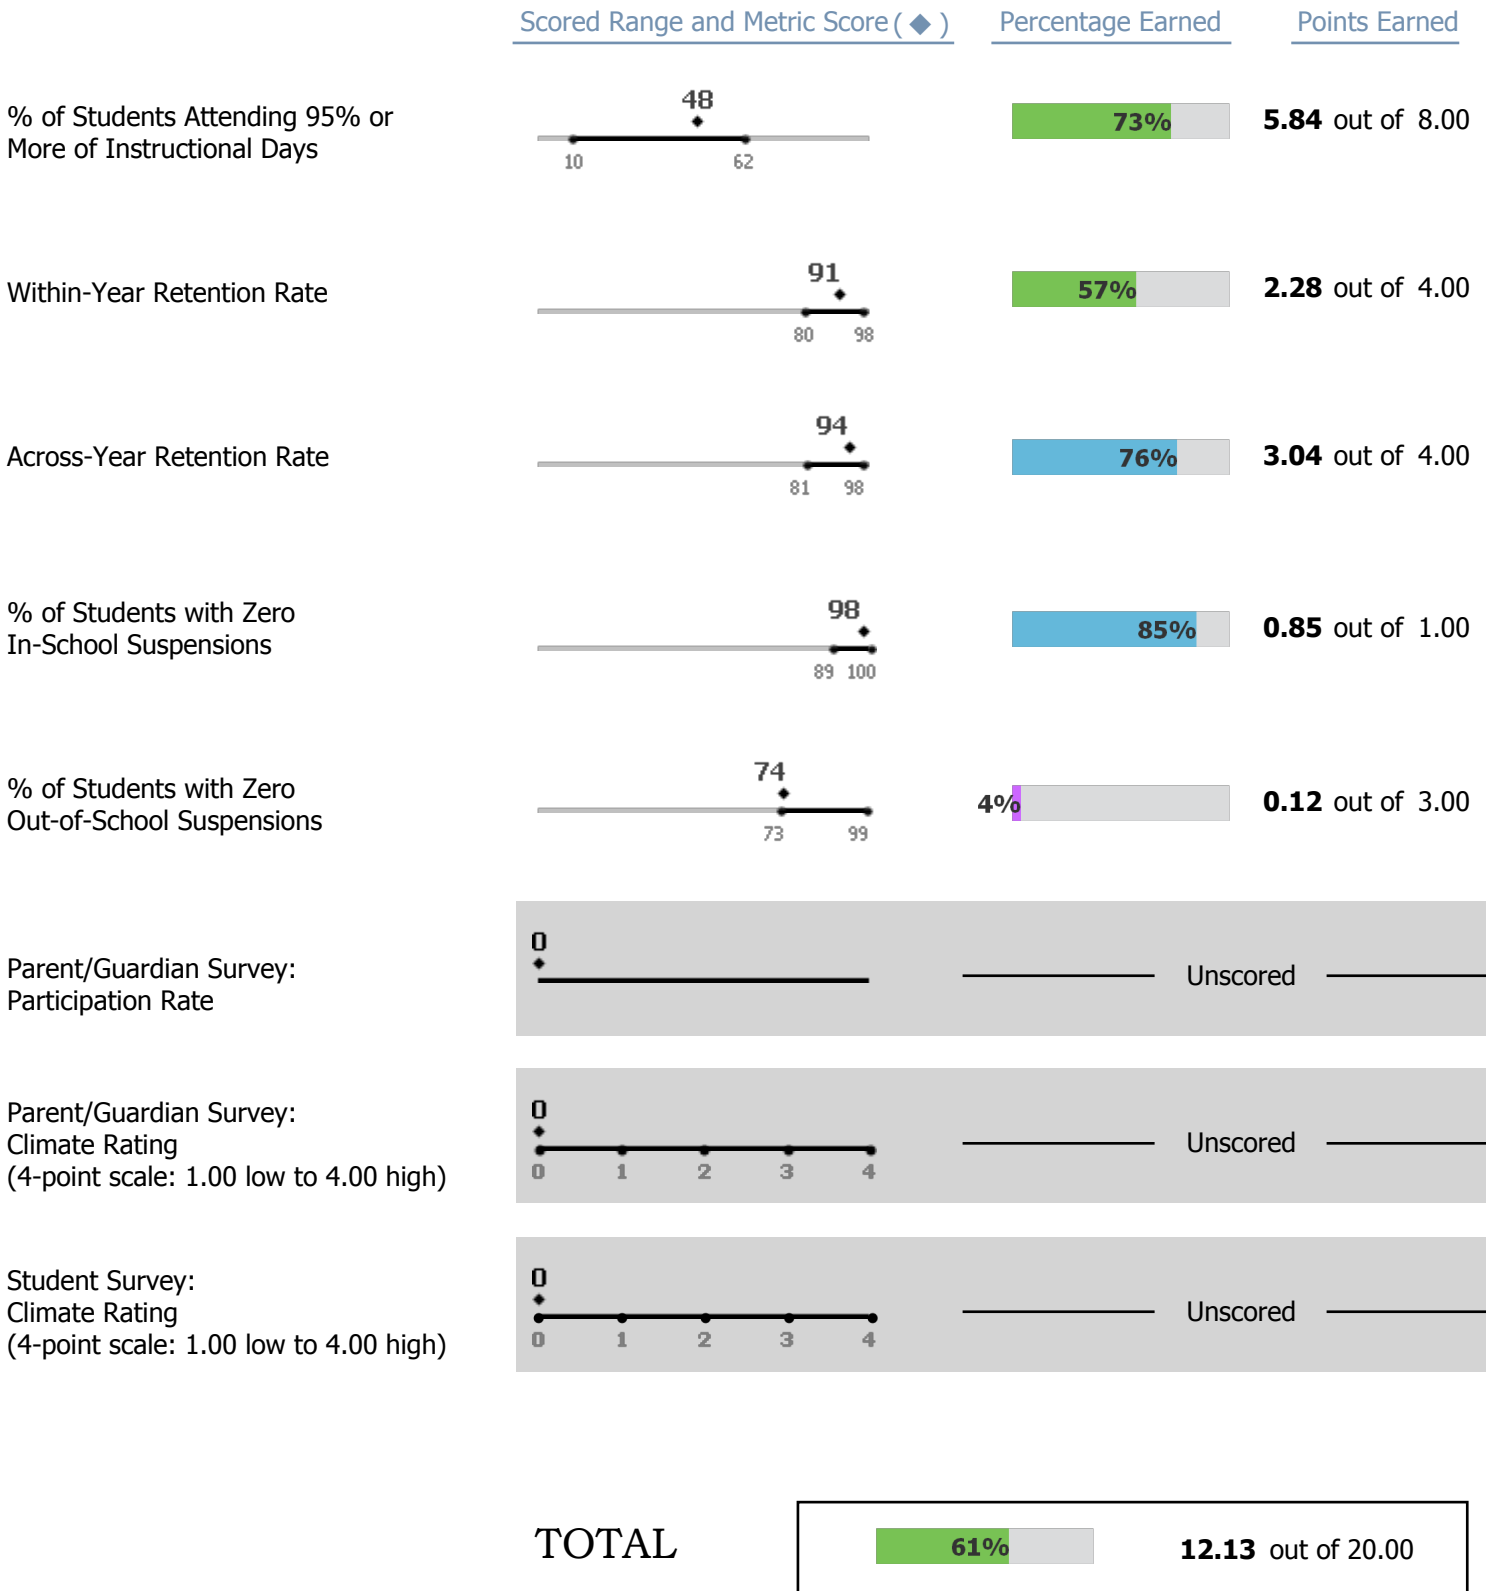 Scored Range and Metric Score ( ◆ ) Percentage Earned Points Earned
48
% of Students Attending 95% or
More of Instructional Days
10 62
73% 5.84 out of 8.00
91
Within-Year Retention Rate
80 98
57% 2.28 out of 4.00
94
Across-Year Retention Rate
81 98
76% 3.04 out of 4.00
98
% of Students with Zero
In-School Suspensions
89 100
85% 0.85 out of 1.00
74
% of Students with Zero
Out-of-School Suspensions
73 99
4% 0.12 out of 3.00
0
Parent/Guardian Survey:
Participation Rate
Unscored
0
Parent/Guardian Survey:
Climate Rating
(4-point scale: 1.00 low to 4.00 high)
0 1 2 3 4
Unscored
0
Student Survey:
Climate Rating
(4-point scale: 1.00 low to 4.00 high)
0 1 2 3 4
Unscored
TOTAL 61% 12.13 out of 20.00